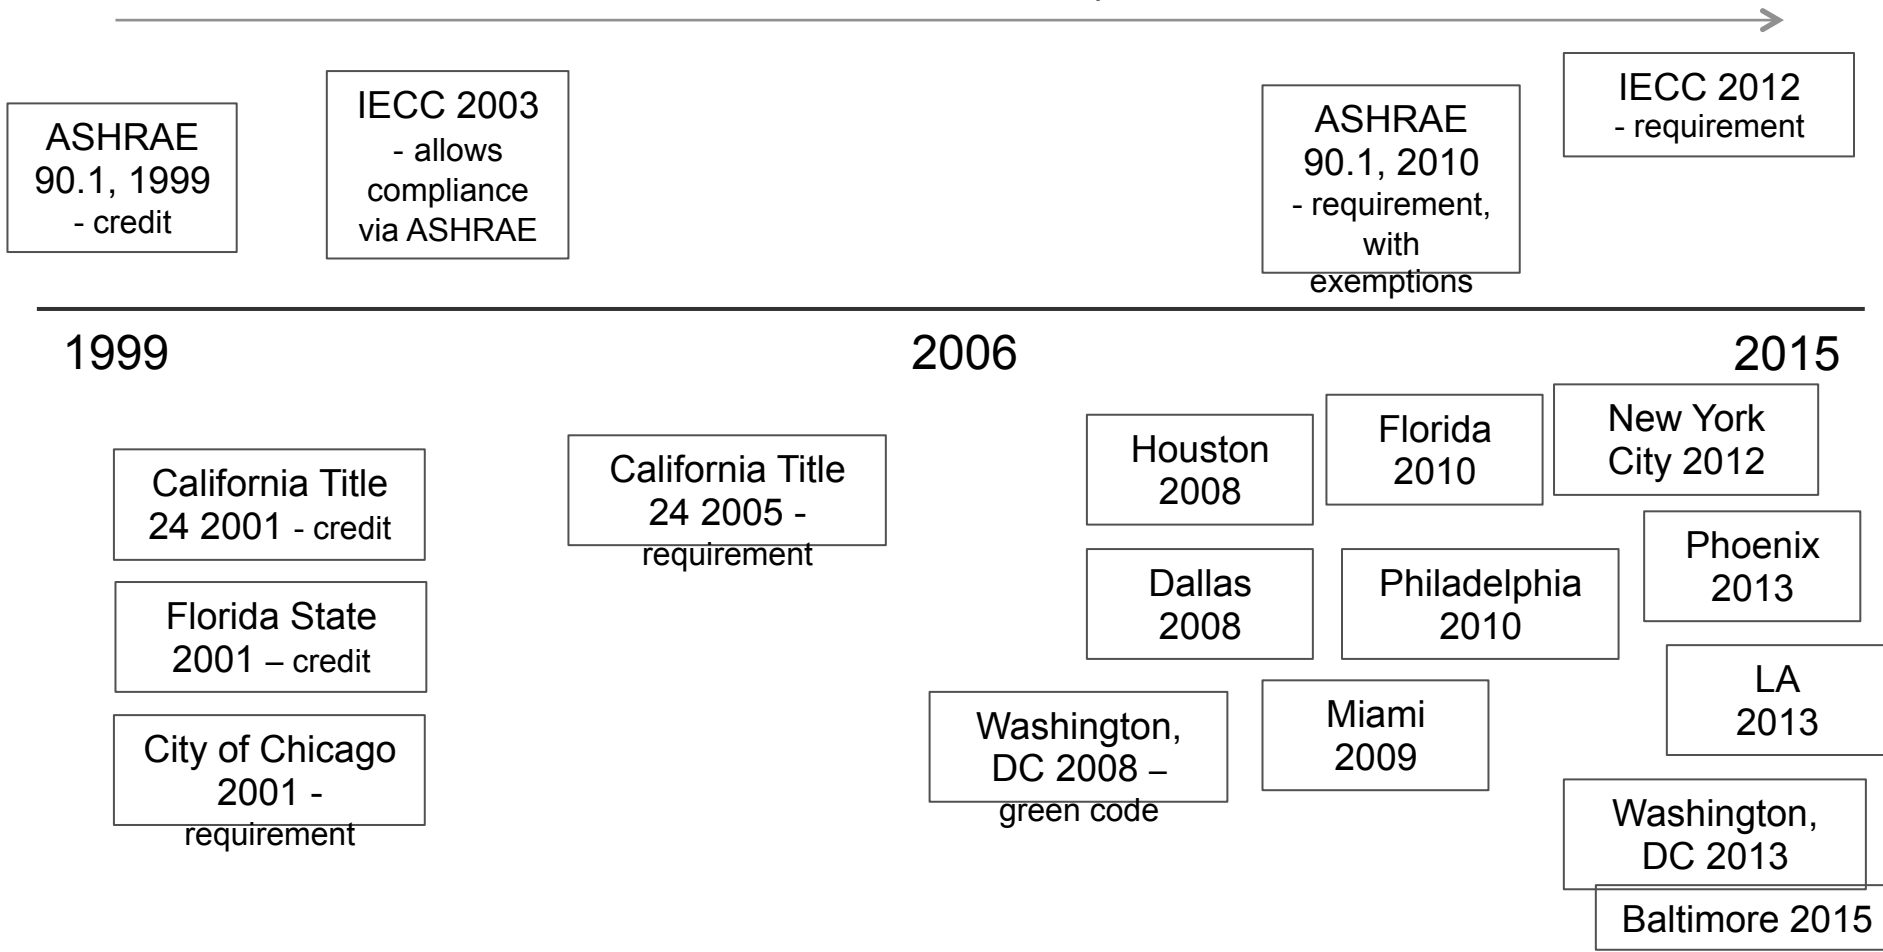 ASHRAE
90.1, 1999
- credit
IECC 2003
- allows
compliance
via ASHRAE
ASHRAE
90.1, 2010
- requirement,
with
exemptions
IECC 2012
- requirement
1999
2006
2015
California Title
24 2001 - credit
Florida State
2001 – credit
City of Chicago
2001 -
requirement
California Title
24 2005 -
requirement
Houston
2008
Dallas
2008
Washington,
DC 2008 –
green code
Florida
2010
Philadelphia
2010
Miami
2009
New York
City 2012
Phoenix
2013
LA
2013
Washington,
DC 2013
Baltimore 2015